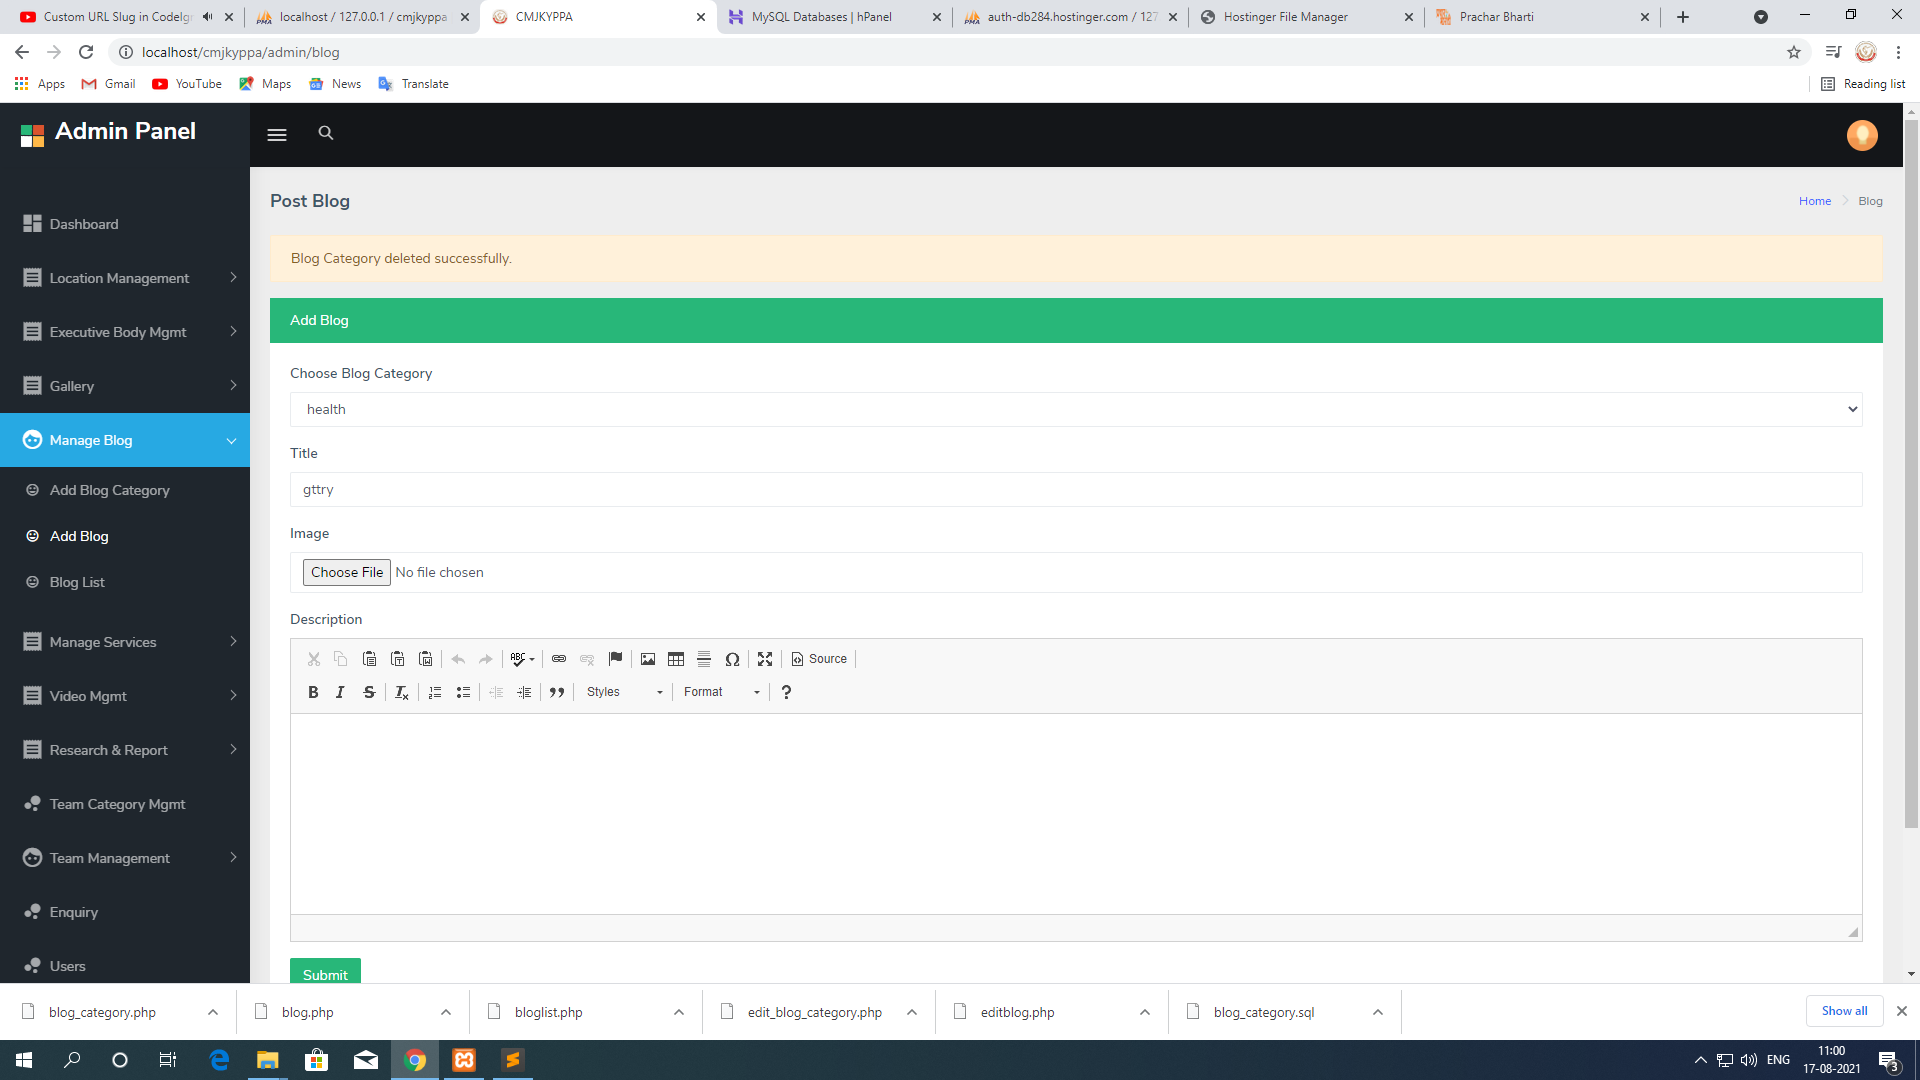 Custom URL Slug in CodeIgn
localhost / 127.0.0.1 / cmjkyppa
CMJKYPPA
MySQL Databases | hPanel
auth-db284.hostinger.com / 127
Hostinger File Manager
Prachar Bharti
localhost/cmjkyppa/admin/blog
Apps
Gmail
YouTube
Maps
News
Translate
Reading list
Admin Panel
Dashboard
Location Management
Executive Body Mgmt
Gallery
Manage Blog
Add Blog Category
Add Blog
Blog List
Manage Services
Video Mgmt
Research & Report
Team Category Mgmt
Team Management
Enquiry
Users
Post Blog
Home
Blog
Blog Category deleted successfully.
Add Blog
Choose Blog Category
health
Title
gttry
Image
Choose File No file chosen
Description
ABC
Ω
Source
B I S Tx
Styles
Format
?
Submit
blog_category.php
blog.php
bloglist.php
edit_blog_category.php
editblog.php
blog_category.sql
Show all
ENG
11:00
17-08-2021
3